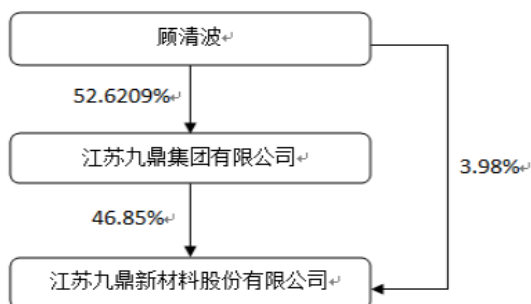 顾清波
52.6209%
江苏九鼎集团有限公司
3.98%
46.85%
江苏九鼎新材料股份有限公司